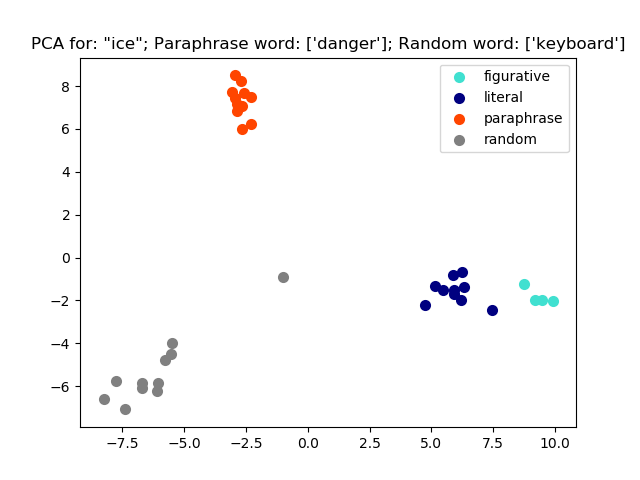 PCA for: "ice"; Paraphrase word: ['danger']; Random word: ['keyboard']
figurative
literal
paraphrase
random
8
6
4
2
0
−2
−4
−6
−7.5 −5.0 −2.5 0.0 2.5 5.0 7.5 10.0